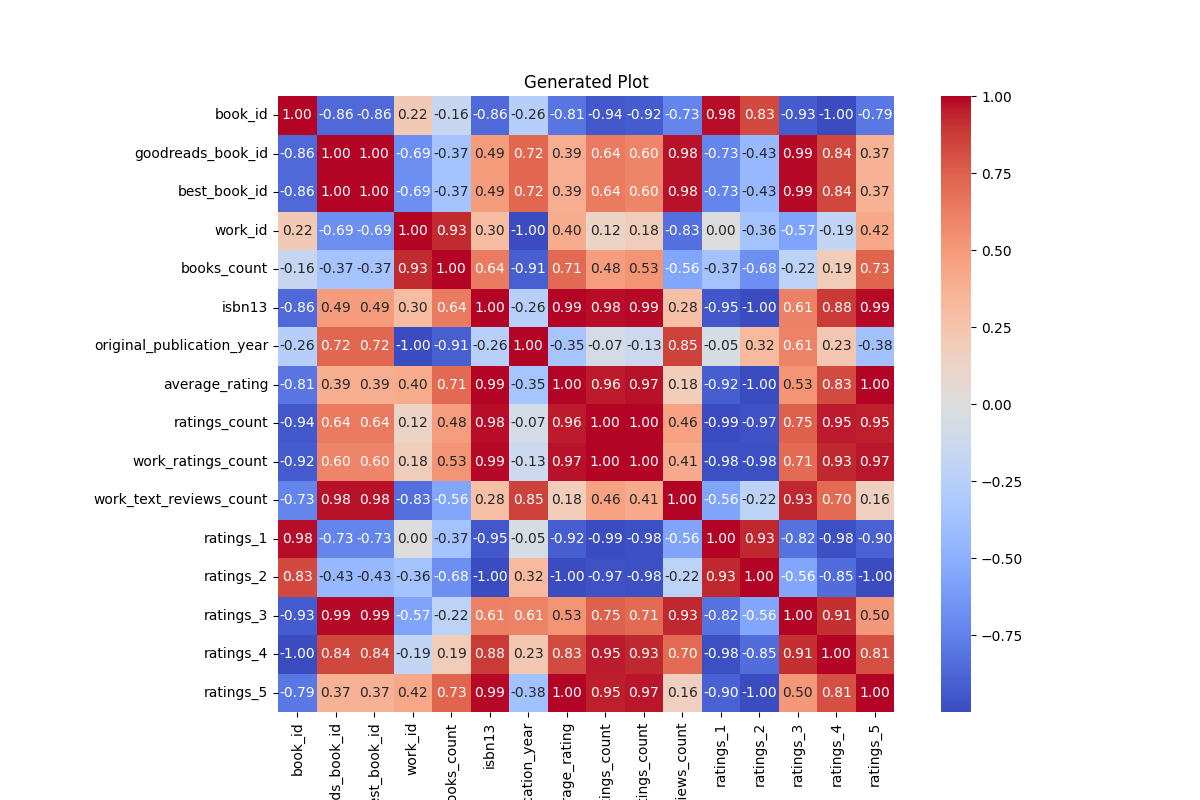 Generated Plot
book_id 1.00 -0.86 -0.86 0.22 -0.16 -0.86 -0.26 -0.81 -0.94 -0.92 -0.73 0.98 0.83 -0.93 -1.00 -0.79
goodreads_book_id -0.86 1.00 1.00 -0.69 -0.37 0.49 0.72 0.39 0.64 0.60 0.98 -0.73 -0.43 0.99 0.84 0.37
best_book_id -0.86 1.00 1.00 -0.69 -0.37 0.49 0.72 0.39 0.64 0.60 0.98 -0.73 -0.43 0.99 0.84 0.37
work_id 0.22 -0.69 -0.69 1.00 0.93 0.30 -1.00 0.40 0.12 0.18 -0.83 0.00 -0.36 -0.57 -0.19 0.42
books_count -0.16 -0.37 -0.37 0.93 1.00 0.64 -0.91 0.71 0.48 0.53 -0.56 -0.37 -0.68 -0.22 0.19 0.73
isbn13 -0.86 0.49 0.49 0.30 0.64 1.00 -0.26 0.99 0.98 0.99 0.28 -0.95 -1.00 0.61 0.88 0.99
original_publication_year -0.26 0.72 0.72 -1.00 -0.91 -0.26 1.00 -0.35 -0.07 -0.13 0.85 -0.05 0.32 0.61 0.23 -0.38
average_rating -0.81 0.39 0.39 0.40 0.71 0.99 -0.35 1.00 0.96 0.97 0.18 -0.92 -1.00 0.53 0.83 1.00
ratings_count -0.94 0.64 0.64 0.12 0.48 0.98 -0.07 0.96 1.00 1.00 0.46 -0.99 -0.97 0.75 0.95 0.95
work_ratings_count -0.92 0.60 0.60 0.18 0.53 0.99 -0.13 0.97 1.00 1.00 0.41 -0.98 -0.98 0.71 0.93 0.97
work_text_reviews_count -0.73 0.98 0.98 -0.83 -0.56 0.28 0.85 0.18 0.46 0.41 1.00 -0.56 -0.22 0.93 0.70 0.16
ratings_1 0.98 -0.73 -0.73 0.00 -0.37 -0.95 -0.05 -0.92 -0.99 -0.98 -0.56 1.00 0.93 -0.82 -0.98 -0.90
ratings_2 0.83 -0.43 -0.43 -0.36 -0.68 -1.00 0.32 -1.00 -0.97 -0.98 -0.22 0.93 1.00 -0.56 -0.85 -1.00
ratings_3 -0.93 0.99 0.99 -0.57 -0.22 0.61 0.61 0.53 0.75 0.71 0.93 -0.82 -0.56 1.00 0.91 0.50
ratings_4 -1.00 0.84 0.84 -0.19 0.19 0.88 0.23 0.83 0.95 0.93 0.70 -0.98 -0.85 0.91 1.00 0.81
ratings_5 -0.79 0.37 0.37 0.42 0.73 0.99 -0.38 1.00 0.95 0.97 0.16 -0.90 -1.00 0.50 0.81 1.00
book_id
ds_book_id
est_book_id
work_id
ooks_count
isbn13
cation_year
rage_rating
tings_count
tings_count
iews_count
ratings_1
ratings_2
ratings_3
ratings_4
ratings_5
1.00
0.75
0.50
0.25
0.00
−0.25
−0.50
−0.75